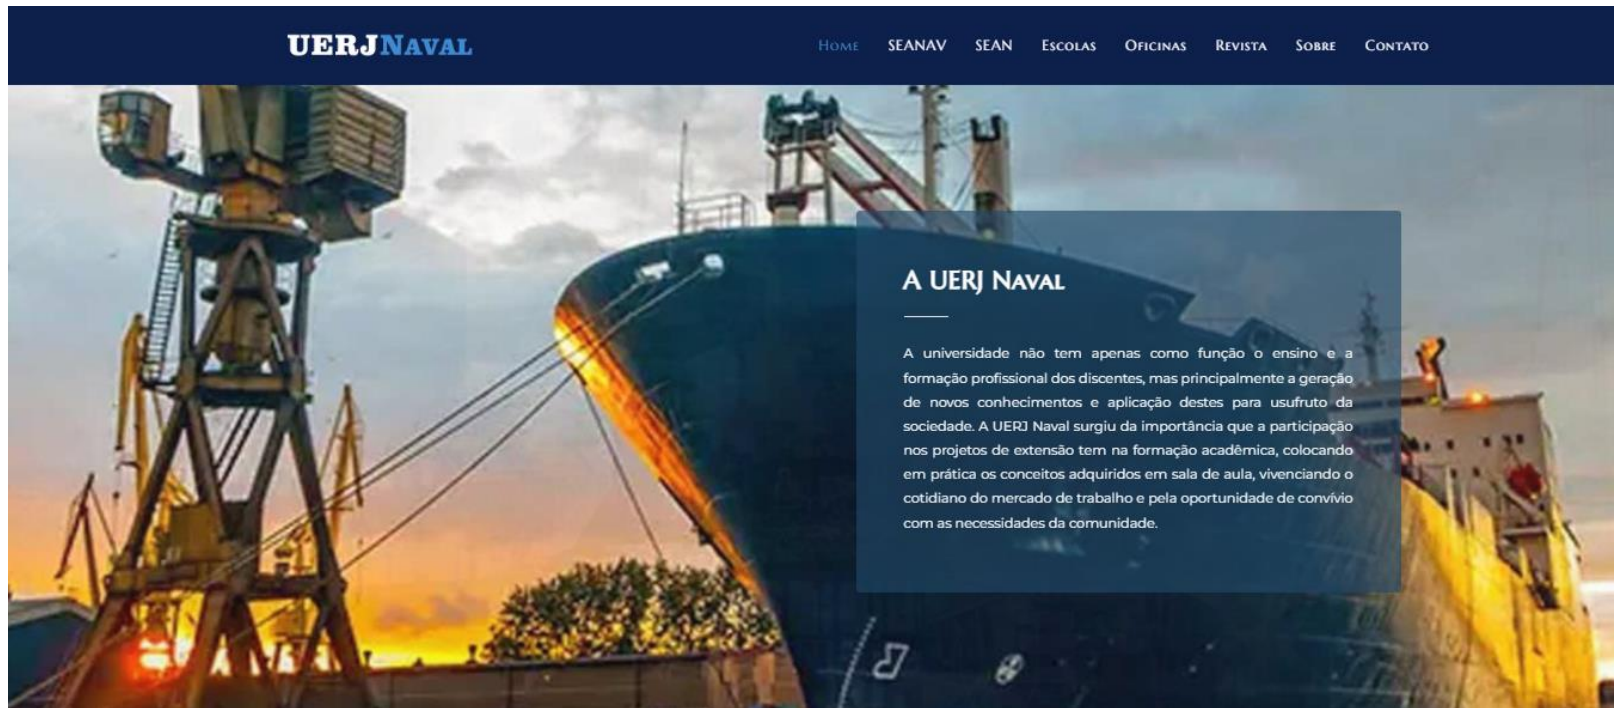 UERJNAVAL
HOME SEANAV SEAN ESCOLAS OFICINAS REVISTA SOBRE CONTATO
A UERJ NAVAL
A universidade não tem apenas como função o ensino e a
formação profissional dos discentes, mas principalmente a geração
de novos conhecimentos e aplicação destes para usufruto da
sociedade. A UERJ Naval surgiu da importância que a participação
nos projetos de extensão tem na formação acadêmica, colocando
em prática os conceitos adquiridos em sala de aula, vivenciando o
cotidiano do mercado de trabalho e pela oportunidade de convívio
com as necessidades da comunidade.